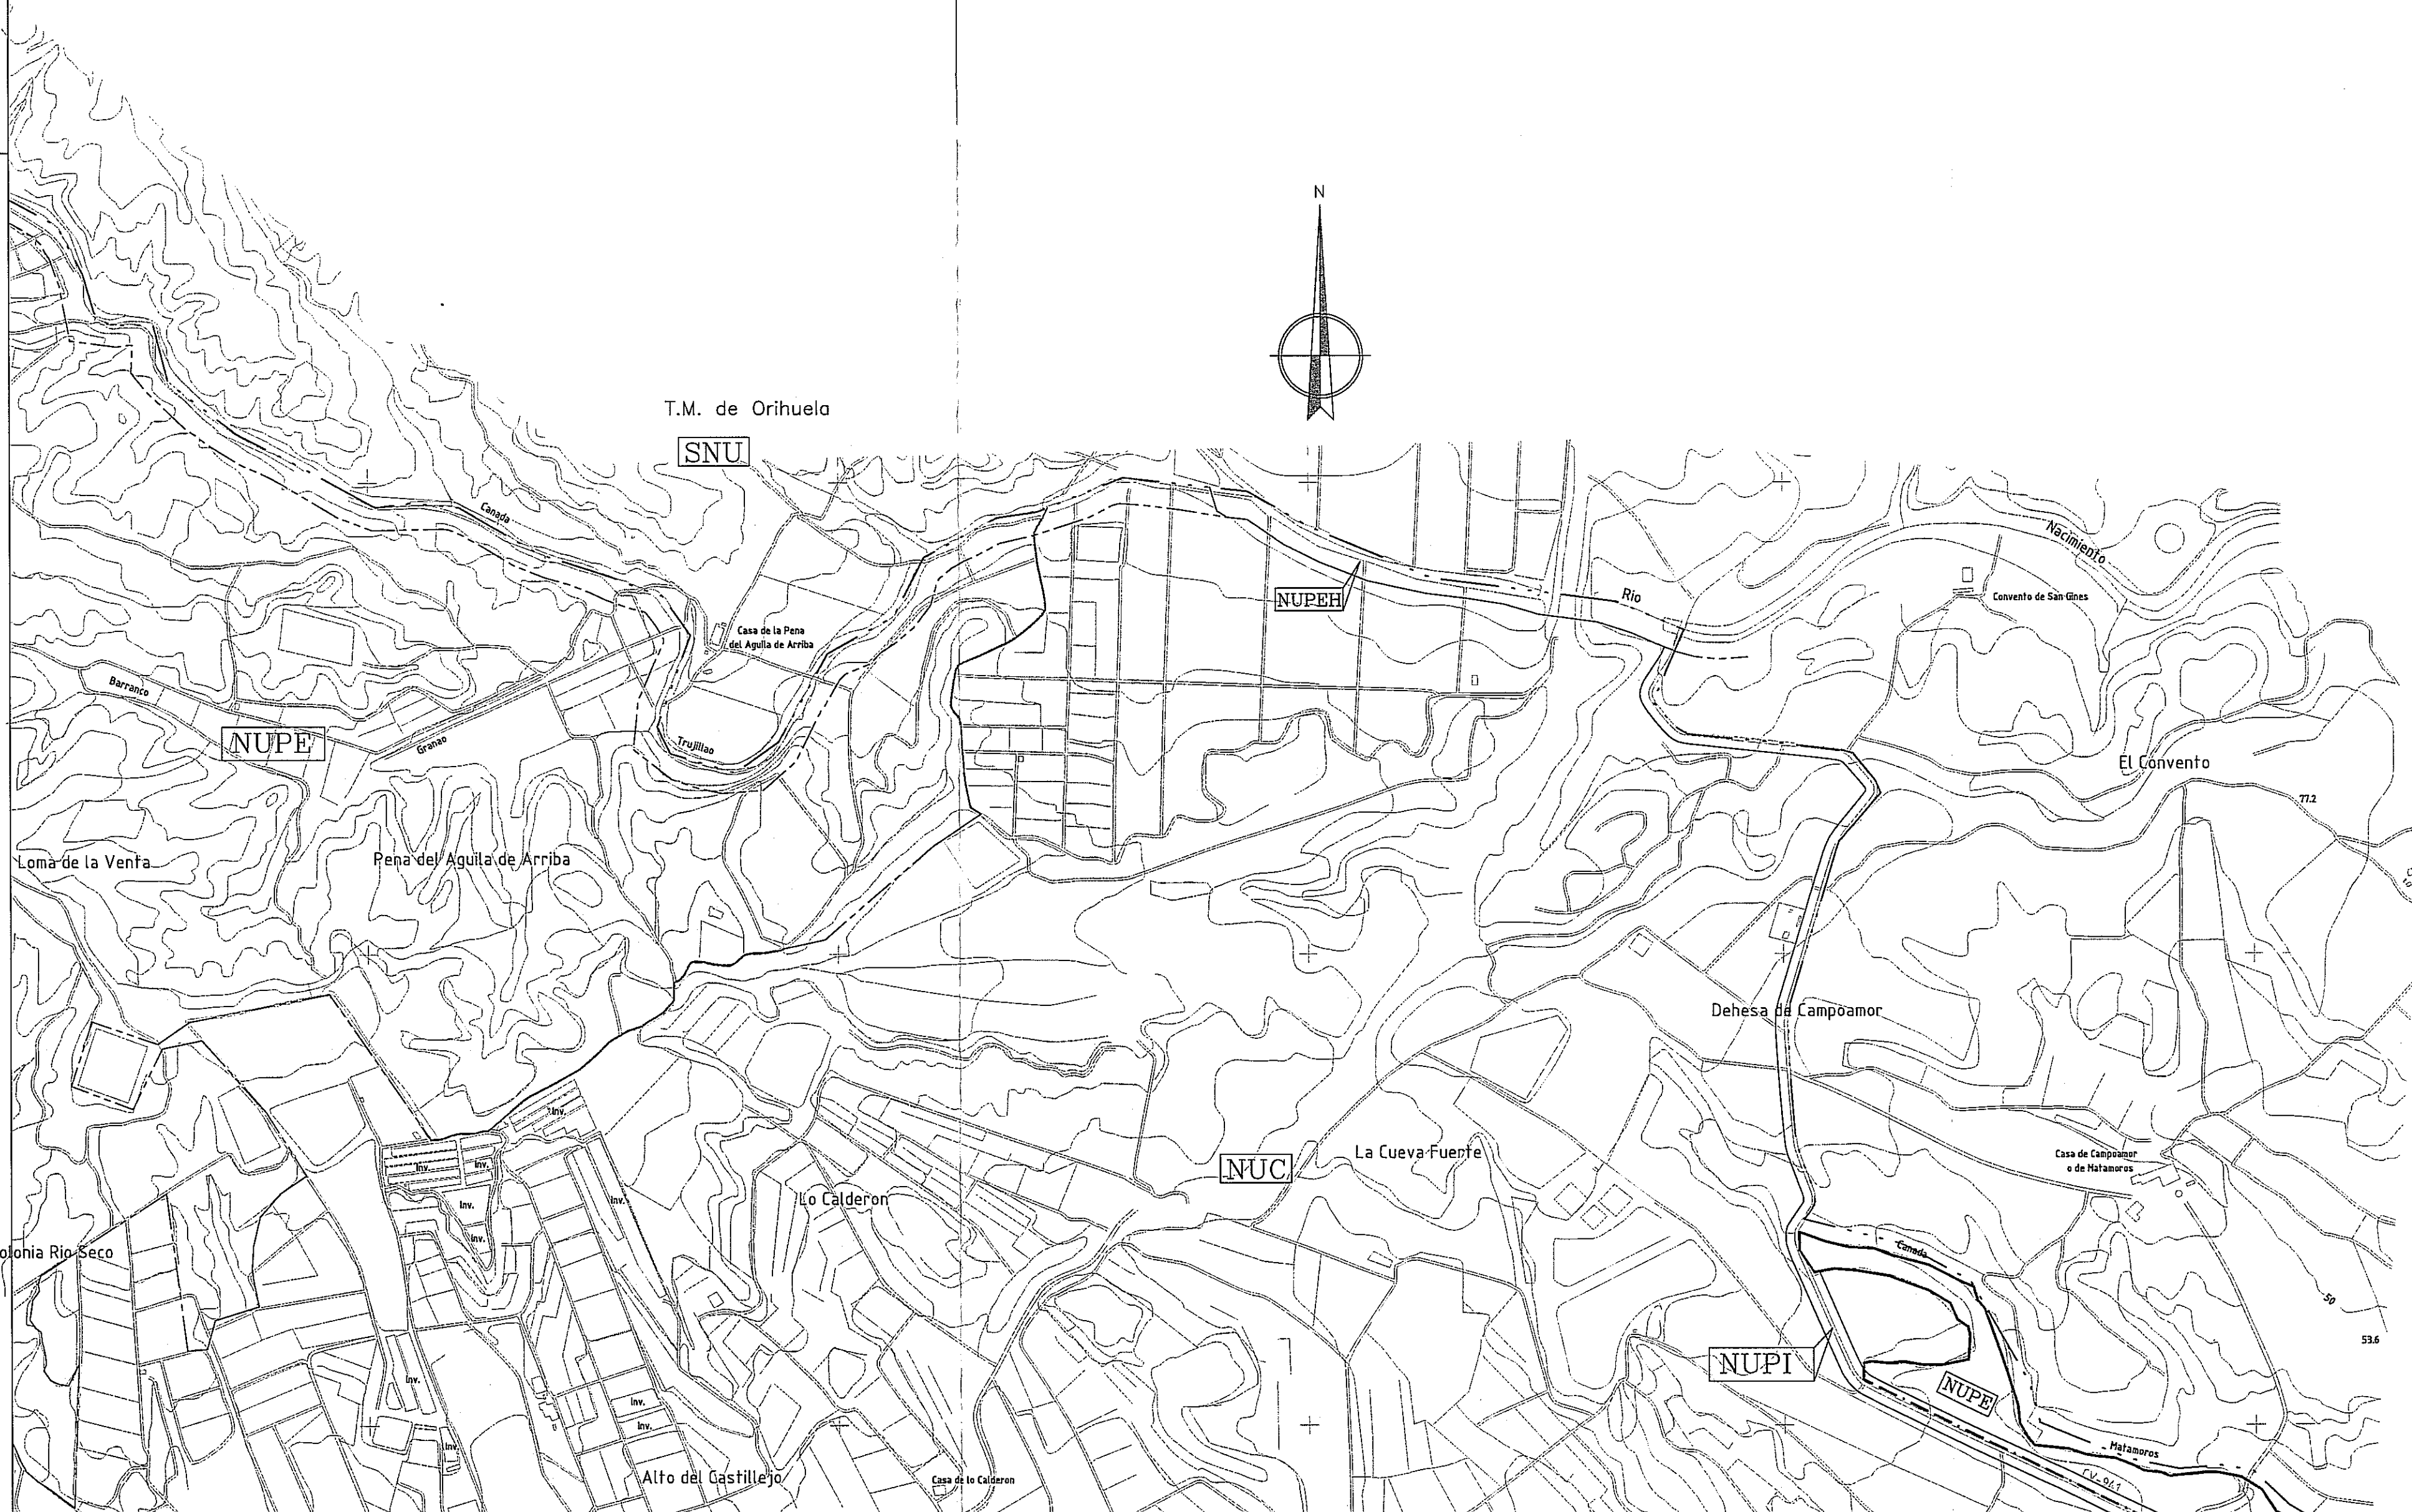 N
T.M. de Orihuela
SNU
Canada
Nacimiento
NUPEH
Rio
Convento de San Gines
Casa de la Pena
del Aguila de Arriba
Barranco
NUPE
Granao
Trujillao
El Convento
77.2
Loma de la Venta
Pena del Aguila de Arriba
Dehesa de Campoamor
Inv.
La Cueva Fuerte
NUC
Casa de Campoamor
o de Matamoros
Inv.
Inv.
Inv.
Inv.
Lo Calderon
Inv.
olonia Rio Seco
Canada
50
53.6
NUPI
Inv.
NUPE
Inv.
Inv.
Inv.
Matamoros
Alto del Castillejo
Casa de lo Calderon
CV-941